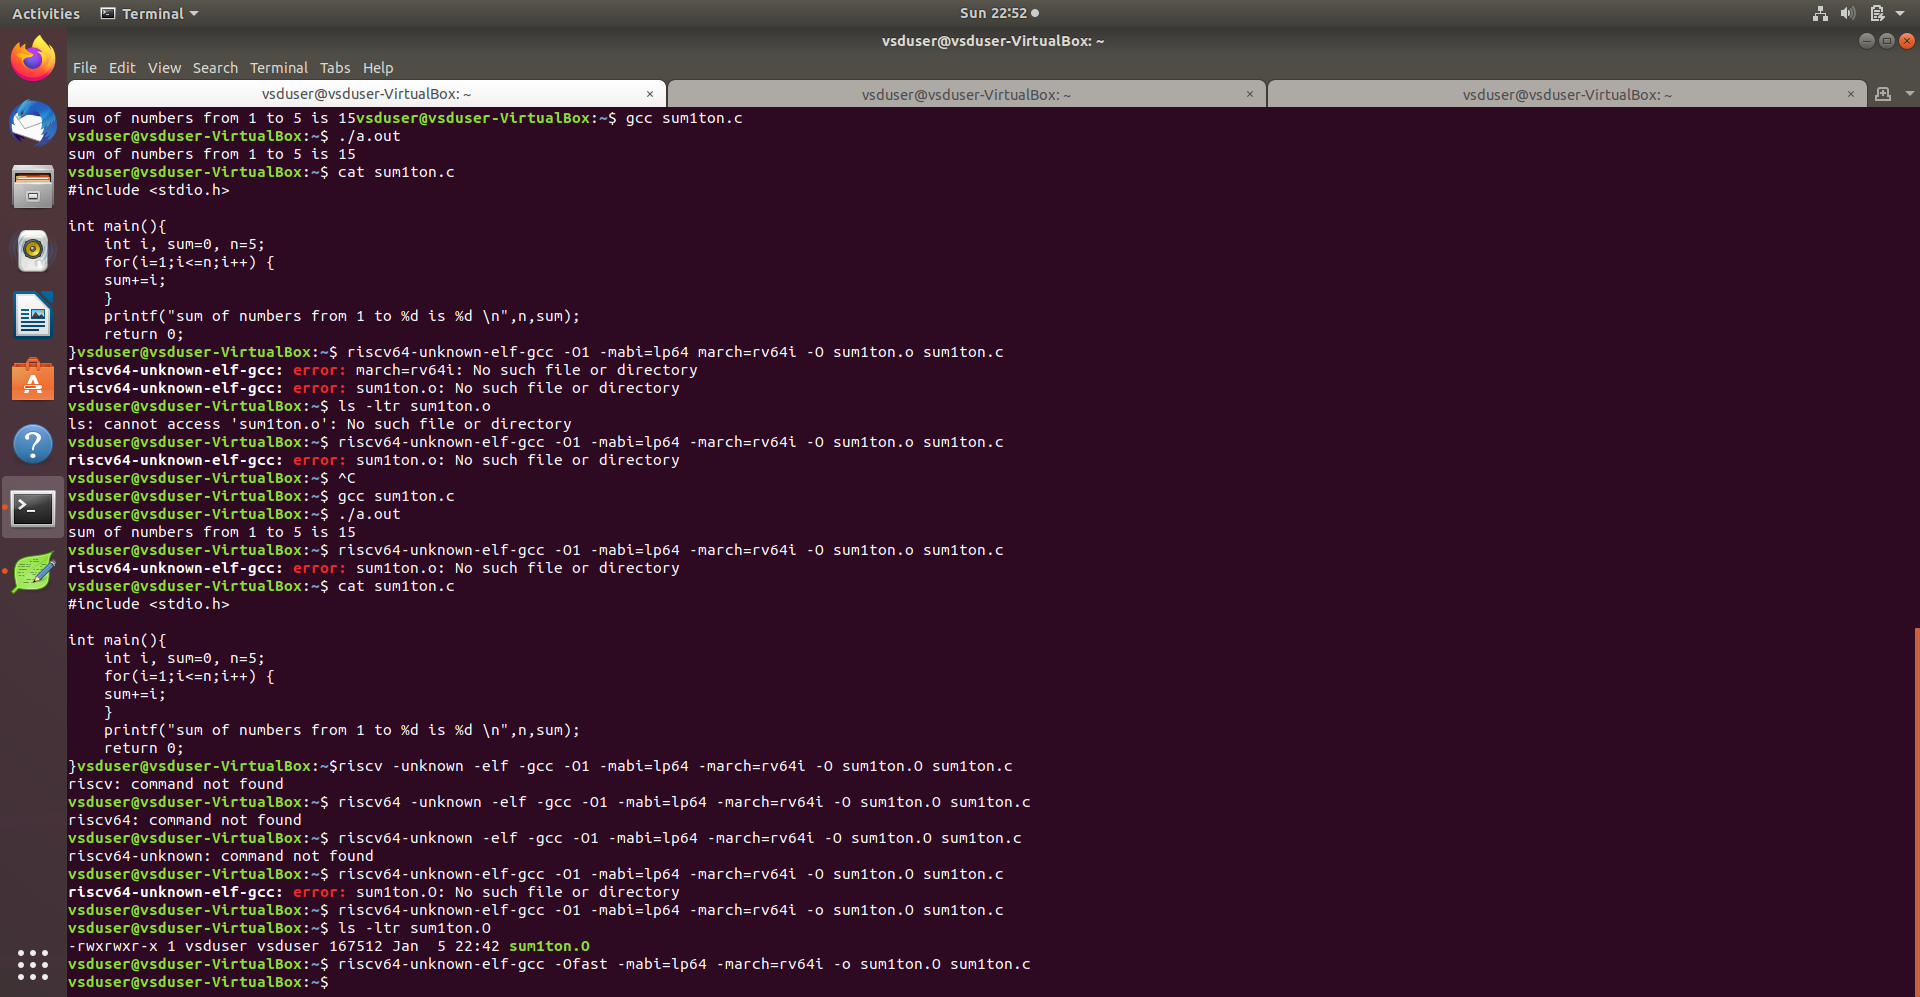 Activities
Terminal
Sun 22:52
vsduser@vsduser-VirtualBox: ~
File Edit View Search Terminal Tabs Help
vsduser@vsduser-VirtualBox: ~ × vsduser@vsduser-VirtualBox: ~ × vsduser@vsduser-VirtualBox: ~ ×
sum of numbers from 1 to 5 is 15vsduser@vsduser-VirtualBox:~$ gcc sum1ton.c
vsduser@vsduser-VirtualBox:~$ ./a.out
sum of numbers from 1 to 5 is 15
vsduser@vsduser-VirtualBox:~$ cat sum1ton.c
#include <stdio.h>
int main(){
    int i, sum=0, n=5;
    for(i=1;i<=n;i++) {
    sum+=i;
    }
    printf("sum of numbers from 1 to %d is %d \n",n,sum);
    return 0;
}vsduser@vsduser-VirtualBox:~$ riscv64-unknown-elf-gcc -O1 -mabi=lp64 march=rv64i -O sum1ton.o sum1ton.c
riscv64-unknown-elf-gcc: error: march=rv64i: No such file or directory
riscv64-unknown-elf-gcc: error: sum1ton.o: No such file or directory
vsduser@vsduser-VirtualBox:~$ ls -ltr sum1ton.o
ls: cannot access 'sum1ton.o': No such file or directory
vsduser@vsduser-VirtualBox:~$ riscv64-unknown-elf-gcc -O1 -mabi=lp64 -march=rv64i -O sum1ton.o sum1ton.c
riscv64-unknown-elf-gcc: error: sum1ton.o: No such file or directory
vsduser@vsduser-VirtualBox:~$ ^C
vsduser@vsduser-VirtualBox:~$ gcc sum1ton.c
vsduser@vsduser-VirtualBox:~$ ./a.out
sum of numbers from 1 to 5 is 15
vsduser@vsduser-VirtualBox:~$ riscv64-unknown-elf-gcc -O1 -mabi=lp64 -march=rv64i -O sum1ton.o sum1ton.c
riscv64-unknown-elf-gcc: error: sum1ton.o: No such file or directory
vsduser@vsduser-VirtualBox:~$ cat sum1ton.c
#include <stdio.h>
int main(){
    int i, sum=0, n=5;
    for(i=1;i<=n;i++) {
    sum+=i;
    }
    printf("sum of numbers from 1 to %d is %d \n",n,sum);
    return 0;
}vsduser@vsduser-VirtualBox:~$riscv -unknown -elf -gcc -O1 -mabi=lp64 -march=rv64i -O sum1ton.O sum1ton.c
riscv: command not found
vsduser@vsduser-VirtualBox:~$ riscv64 -unknown -elf -gcc -O1 -mabi=lp64 -march=rv64i -O sum1ton.O sum1ton.c
riscv64: command not found
vsduser@vsduser-VirtualBox:~$ riscv64-unknown -elf -gcc -O1 -mabi=lp64 -march=rv64i -O sum1ton.O sum1ton.c
riscv64-unknown: command not found
vsduser@vsduser-VirtualBox:~$ riscv64-unknown-elf-gcc -O1 -mabi=lp64 -march=rv64i -O sum1ton.O sum1ton.c
riscv64-unknown-elf-gcc: error: sum1ton.O: No such file or directory
vsduser@vsduser-VirtualBox:~$ riscv64-unknown-elf-gcc -O1 -mabi=lp64 -march=rv64i -o sum1ton.O sum1ton.c
vsduser@vsduser-VirtualBox:~$ ls -ltr sum1ton.O
-rwxrwxr-x 1 vsduser vsduser 167512 Jan  5 22:42 sum1ton.O
vsduser@vsduser-VirtualBox:~$ riscv64-unknown-elf-gcc -Ofast -mabi=lp64 -march=rv64i -o sum1ton.O sum1ton.c
vsduser@vsduser-VirtualBox:~$